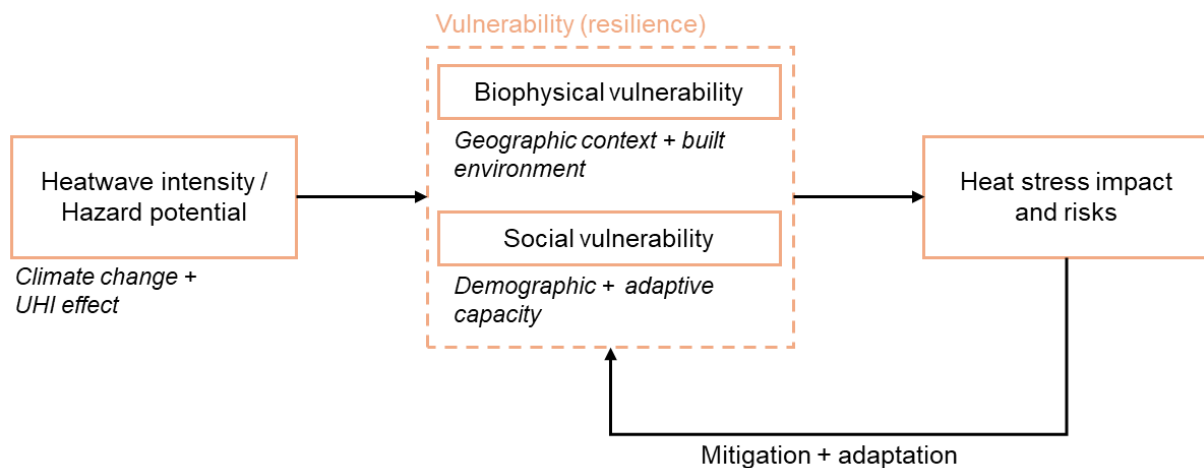 Vulnerability (resilience)
Biophysical vulnerability
Geographic context + built
environment
Social vulnerability
Demographic + adaptive
capacity
Heatwave intensity /
Hazard potential
Climate change +
UHI effect
Heat stress impact
and risks
Mitigation + adaptation